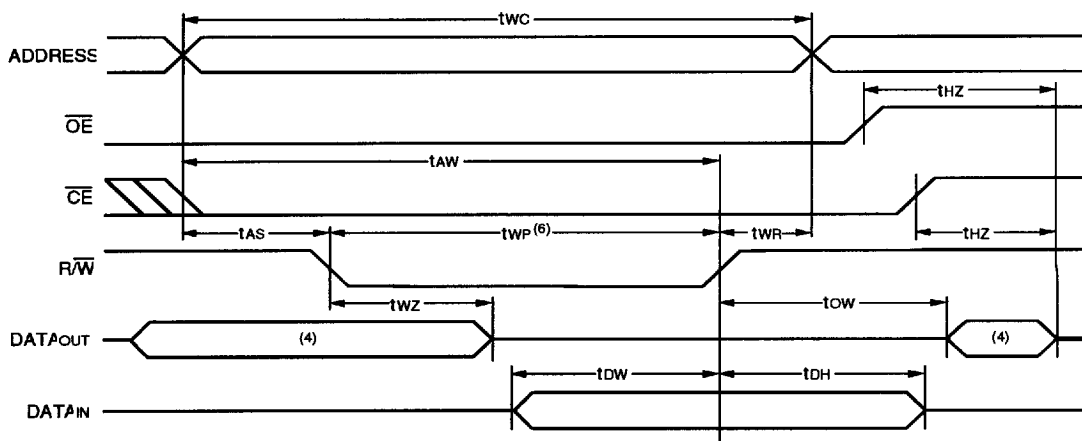 tWC
ADDRESS
tHZ
OE
tAW
CE
tAS
tWP(6)
tWR
tHZ
R/W
tWZ
tOW
DATAOUT
(4)
(4)
tDW
tDH
DATAIN